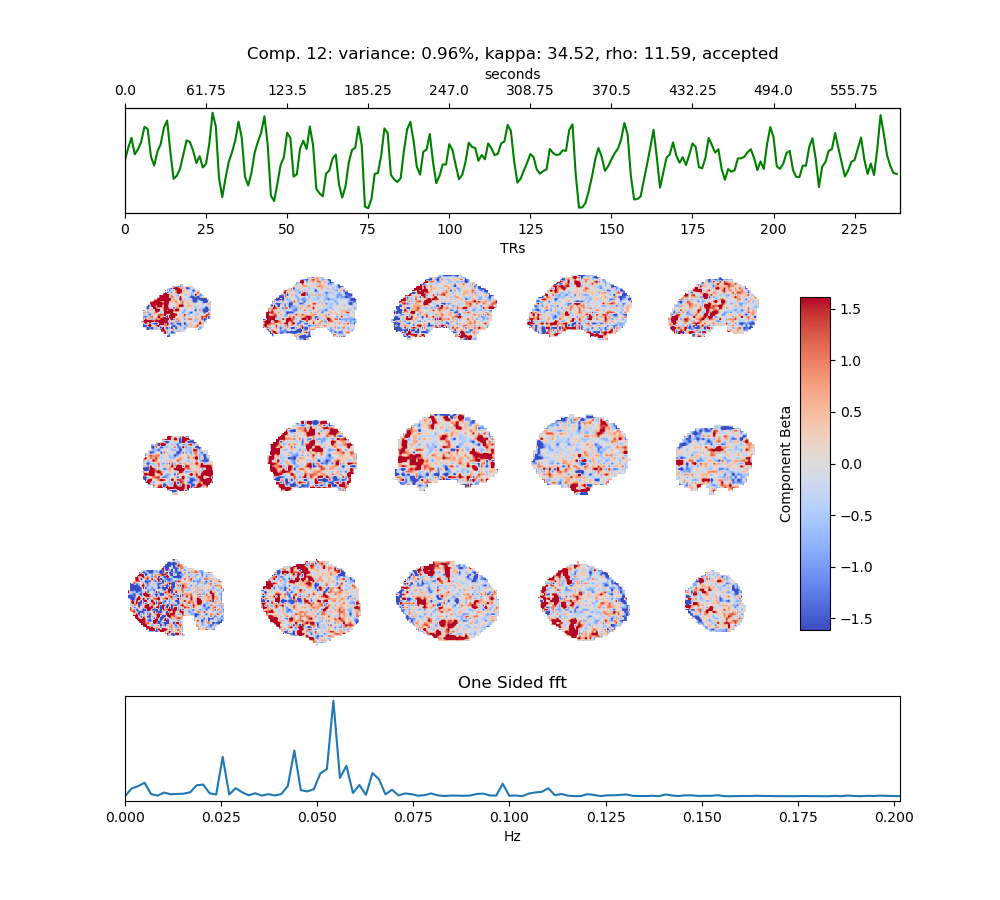 Comp. 12: variance: 0.96%, kappa: 34.52, rho: 11.59, accepted
seconds
0.0 61.75 123.5 185.25 247.0 308.75 370.5 432.25 494.0 555.75
0 25 50 75 100 125 150 175 200 225
TRs
1.5
1.0
0.5
0.0
−0.5
−1.0
−1.5
Component Beta
One Sided fft
0.000 0.025 0.050 0.075 0.100 0.125 0.150 0.175 0.200
Hz